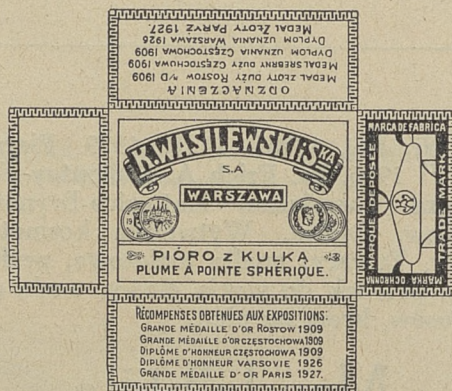 ODZNACZENIA
MEDAL ZŁOTY DUŻY ROSTOW N/D 1909
MEDAL SREBRNY DUŻY CZĘSTOCHOWA 1909
DYPLOM UZNANIA CZĘSTOCHOWA 1909
DYPLOM UZNANIA WARSZAWA 1926
MEDAL ZŁOTY PARYZ 1927.
K.WASILEWSKI i SKA
S.A
WARSZAWA
PIÓRO z KULKĄ
PLUME À POINTE SPHÉRIQUE.
MARCA DE FABRICA
MARQUE DÉPOSÉE
TRADE MARK
MARKA OCHRONNA
RÉCOMPENSES OBTENUES AUX EXPOSITIONS:
GRANDE MÉDAILLE D'OR ROSTOW 1909
GRANDE MÉDAILLE D'OR CZĘSTOCHOWA 1909
DIPLÔME D'HONNEUR CZĘSTOCHOWA 1909
DIPLÔME D'HONNEUR VARSOVIE 1926
GRANDE MÉDAILLE D'OR PARIS 1927.